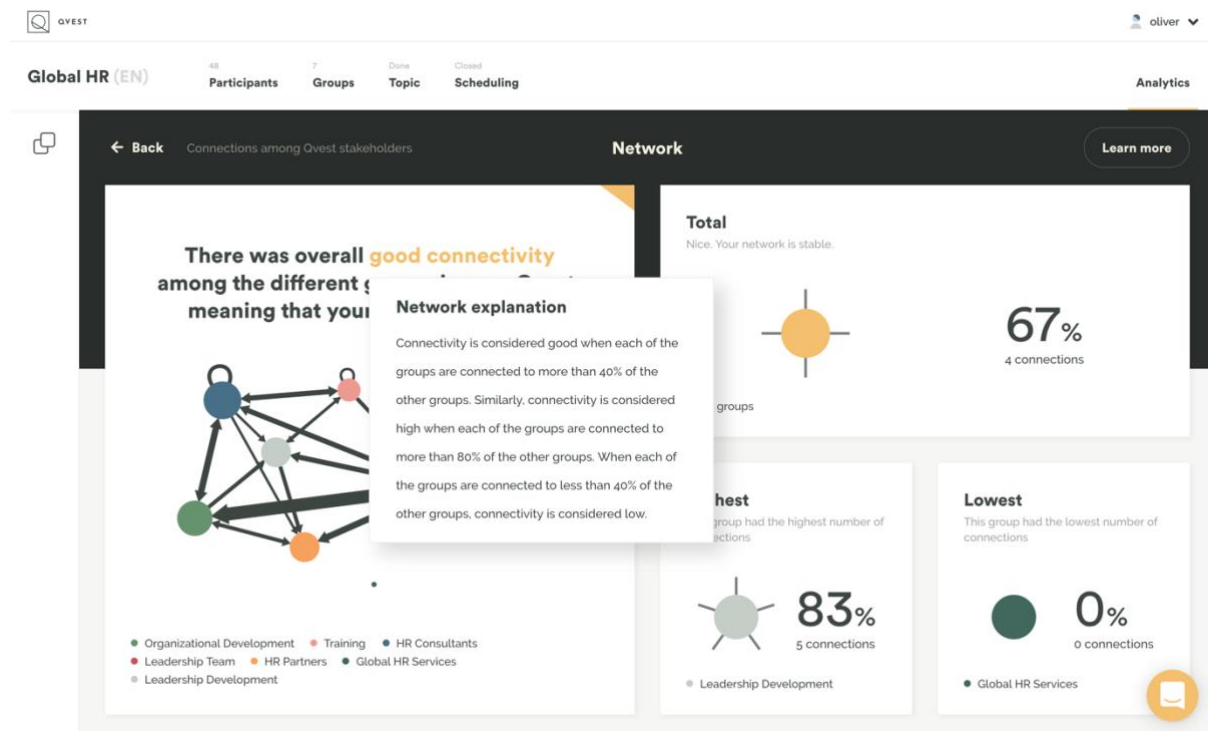 QVEST
oliver
Global HR (EN)
48
Participants
7
Groups
Done
Topic
Closed
Scheduling
Analytics
Back
Connections among Qvest stakeholders
Network
Learn more
There was overall good connectivity
among the different
meaning that your
Network explanation
Connectivity is considered good when each of the
groups are connected to more than 40% of the
other groups. Similarly, connectivity is considered
high when each of the groups are connected to
more than 80% of the other groups. When each of
the groups are connected to less than 40% of the
other groups, connectivity is considered low.
Total
Nice. Your network is stable.
67%
4 connections
groups
hest
group had the highest number of
ections
83%
5 connections
Leadership Development
Lowest
This group had the lowest number of
connections
0%
0 connections
Global HR Services
Organizational Development
Training
HR Consultants
Leadership Team
HR Partners
Global HR Services
Leadership Development